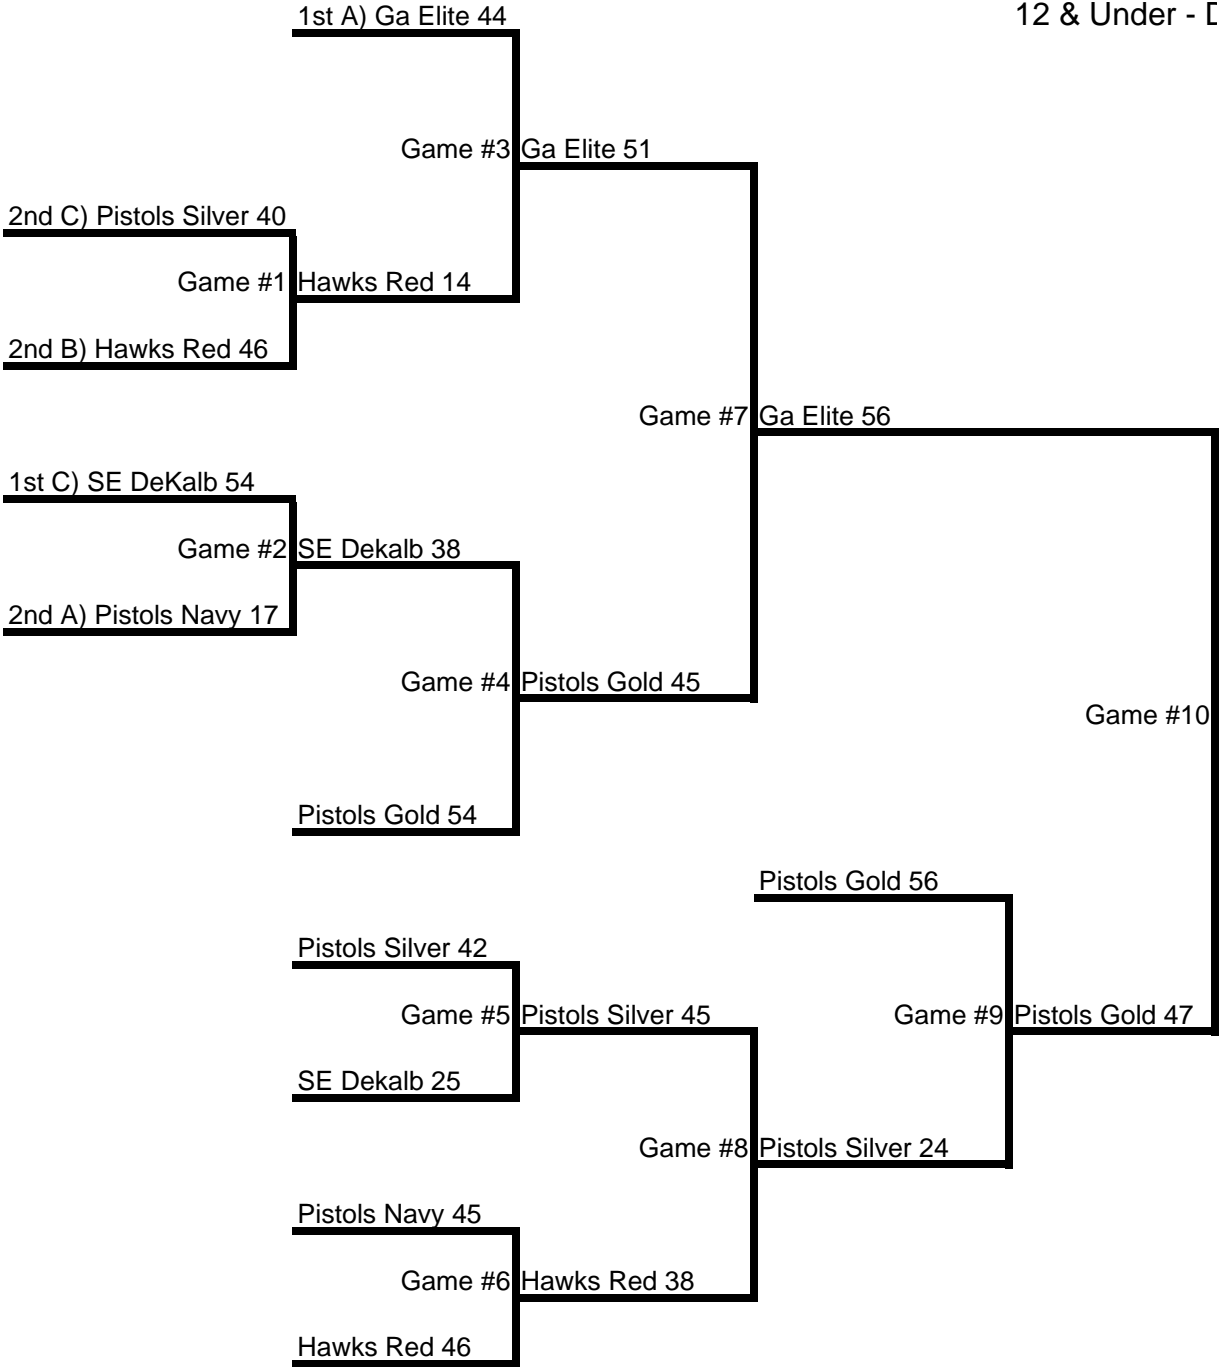 1st A) Ga Elite 44
12 & Under -
Game #3 Ga Elite 51
2nd C) Pistols Silver 40
Game #1 Hawks Red 14
2nd B) Hawks Red 46
Game #7 Ga Elite 56
1st C) SE DeKalb 54
Game #2 SE Dekalb 38
2nd A) Pistols Navy 17
Game #4 Pistols Gold 45
Game #10
Pistols Gold 54
Pistols Gold 56
Pistols Silver 42
Game #5 Pistols Silver 45
Game #9 Pistols Gold 47
SE Dekalb 25
Game #8 Pistols Silver 24
Pistols Navy 45
Game #6 Hawks Red 38
Hawks Red 46